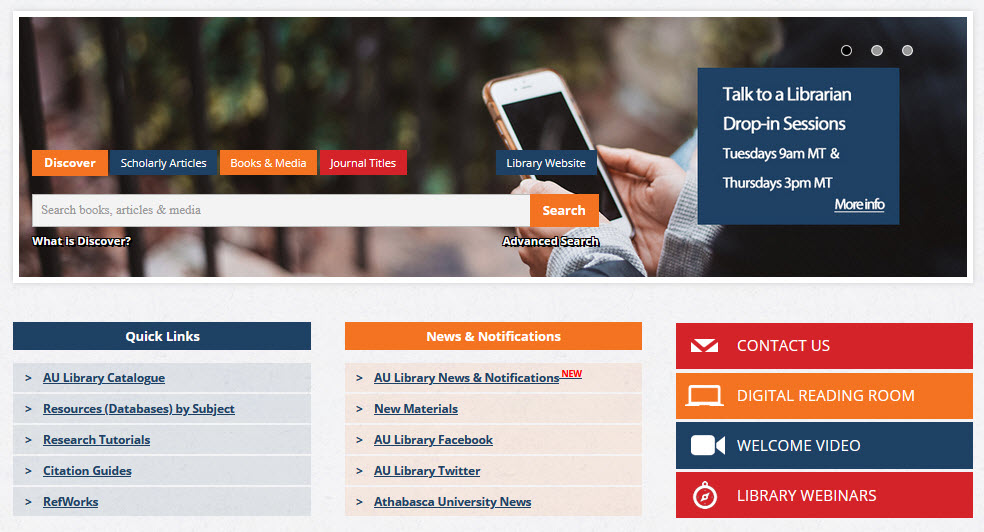 Talk to a Librarian
Drop-in Sessions
Tuesdays 9am MT &
Thursdays 3pm MT
More info
Discover
Scholarly Articles
Books & Media
Journal Titles
Library Website
Search books, articles & media
Search
What is Discover?
Advanced Search
Quick Links
> AU Library Catalogue
> Resources (Databases) by Subject
> Research Tutorials
> Citation Guides
> RefWorks
News & Notifications
> AU Library News & Notifications NEW
> New Materials
> AU Library Facebook
> AU Library Twitter
> Athabasca University News
CONTACT US
DIGITAL READING ROOM
WELCOME VIDEO
LIBRARY WEBINARS